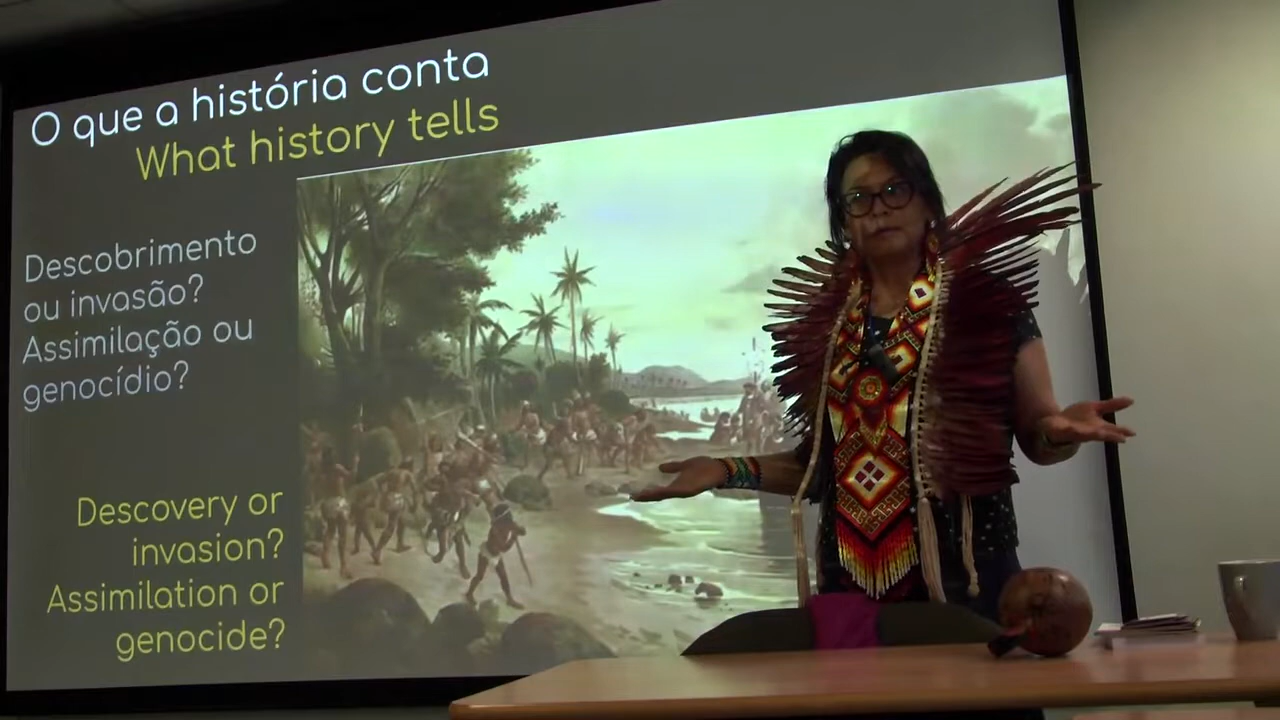 O que a história conta
What history tells
Descobrimento
ou invasão?
Assimilação ou
genocídio?
Descovery or
invasion?
Assimilation or
genocide?